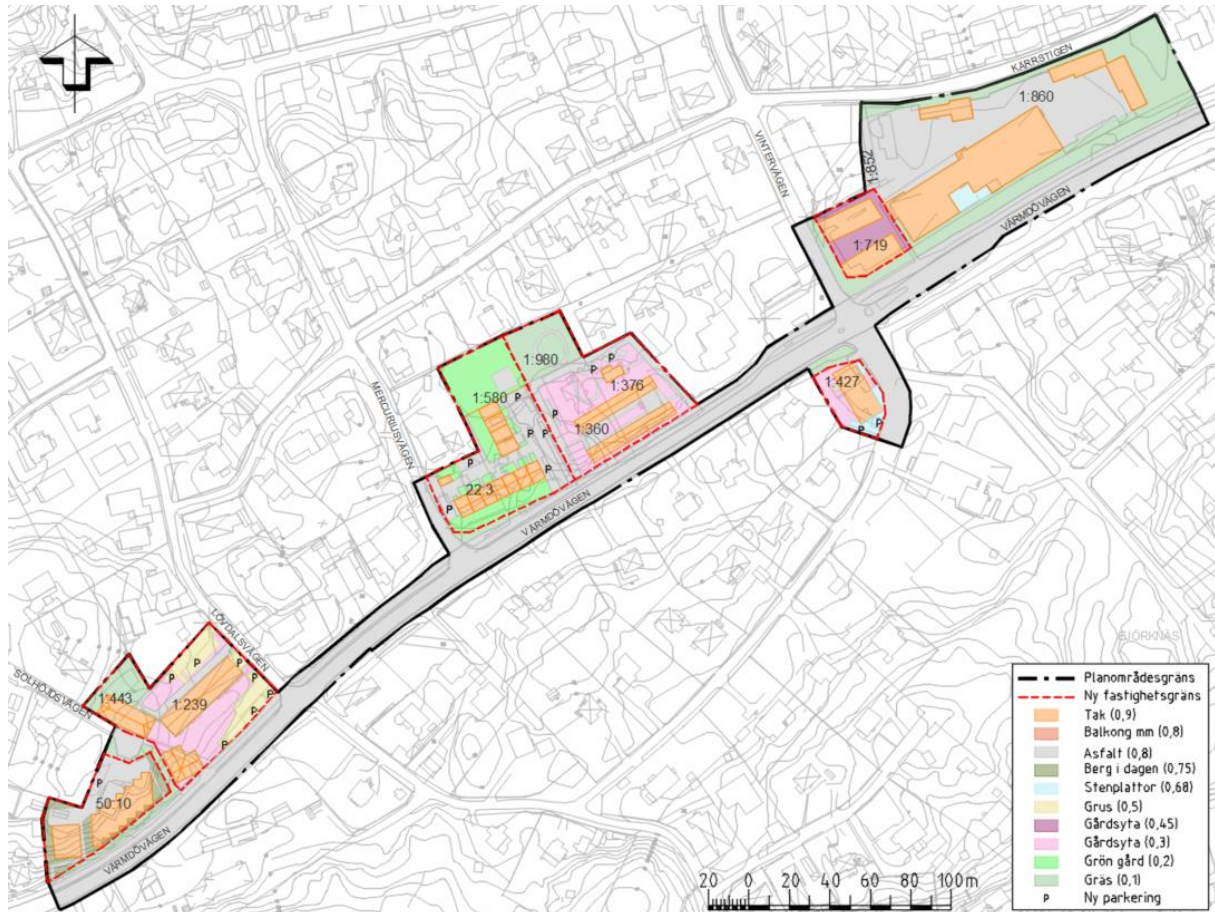 KARRSTIGEN
1:860
VINTERVÄGEN
1:852
VÄRMDÖVÄGEN
1:719
1:980
P
P
1:376
1:427
1:580
P
MERCURIUSVÄGEN
P
1:360
P P
P
P
P P
22:3
P
VÄRMDÖVÄGEN
LÖVDALSVÄGEN
BJÖRKNÄS
P
P
P
P
SOLHÖJDSVÄGEN
1:443
1:239
P
P
P
P
50:10
VÄRMDÖVÄGEN
Planområdesgräns
Ny fastighetsgräns
Tak (0,9)
Balkong mm (0,8)
Asfalt (0,8)
Berg i dagen (0,75)
Stenplattor (0,68)
Grus (0,5)
Gårdsyta (0,45)
Gårdsyta (0,3)
Grön gård (0,2)
Gräs (0,1)
P Ny parkering
20 0 20 40 60 80 100 m